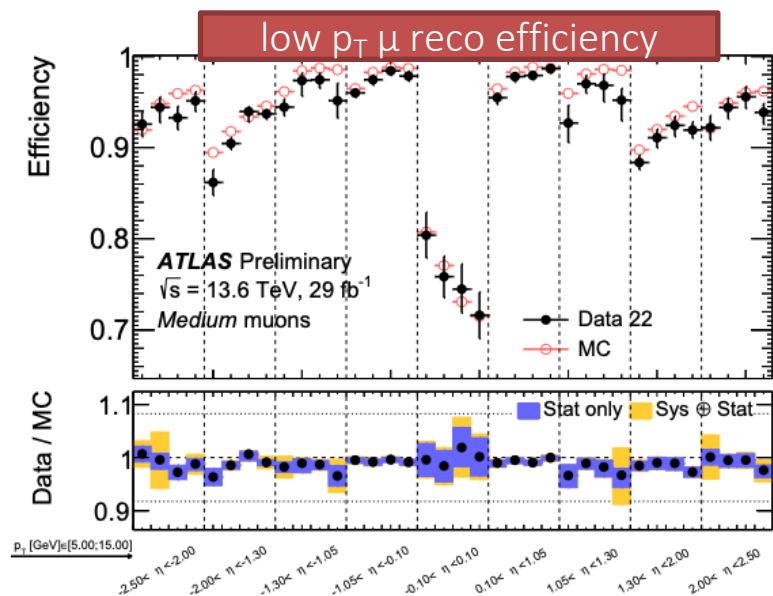 low pT μ reco efficiency
Efficiency
1
0.9
0.8
0.7
ATLAS Preliminary
√s = 13.6 TeV, 29 fb⁻¹
Medium muons
Data 22
MC
Data / MC
1.1
1
0.9
Stat only
Sys ⊕ Stat
pT [GeV]∈[5.00;15.00]
-2.50< η <-2.00
-2.00< η <-1.30
-1.30< η <-1.05
-1.05< η <-0.10
-0.10< η <0.10
0.10< η <1.05
1.05< η <1.30
1.30< η <2.00
2.00< η <2.50